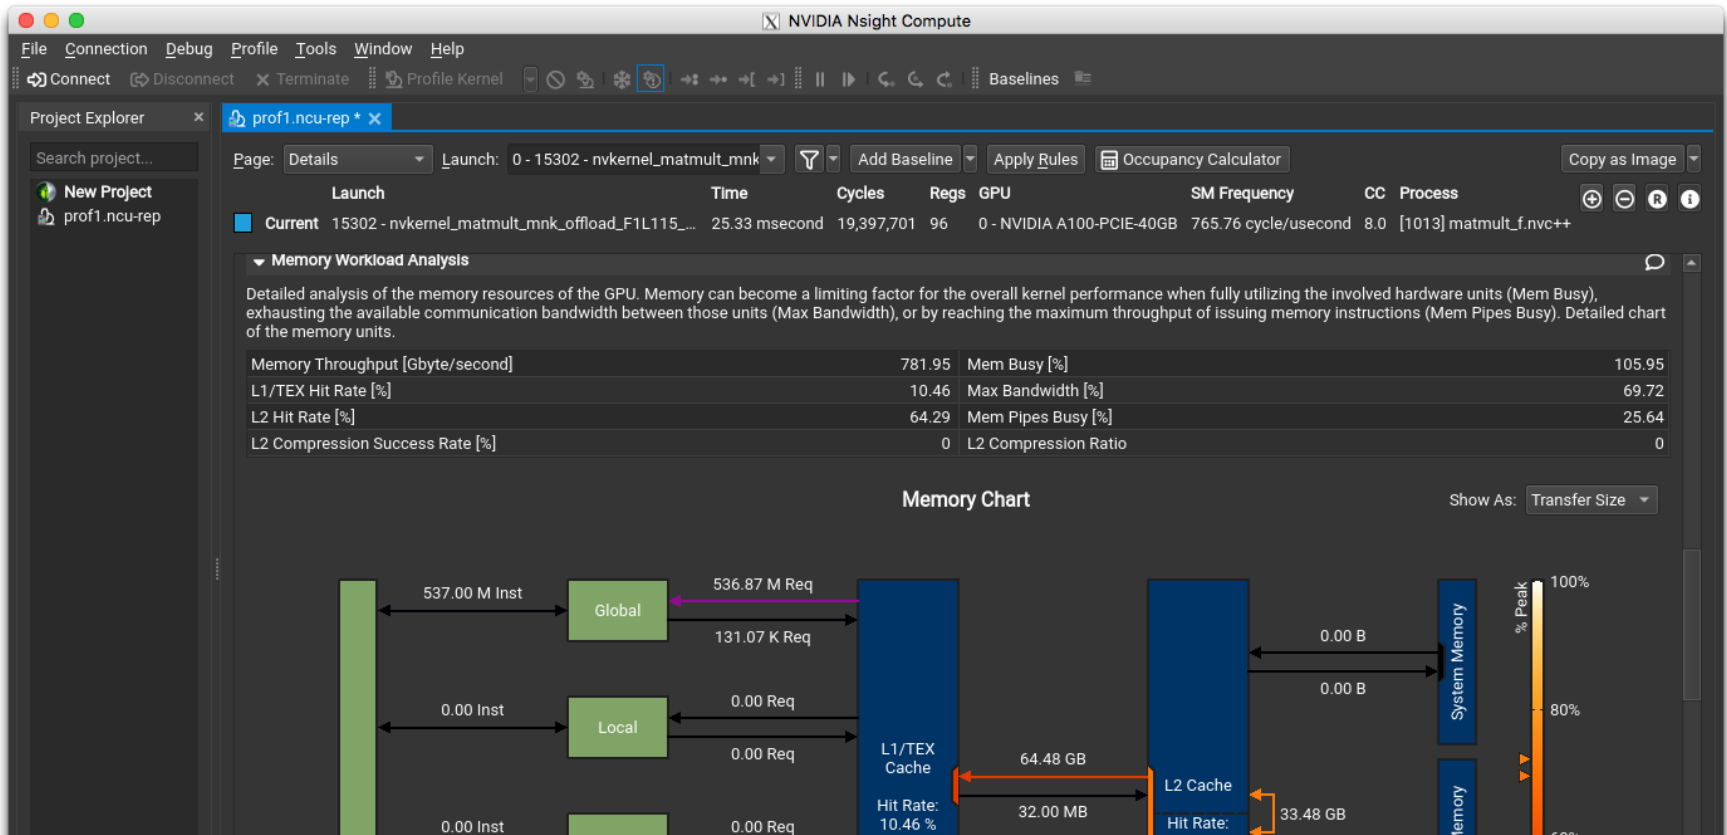 NVIDIA Nsight Compute
File Connection Debug Profile Tools Window Help
Connect Disconnect Terminate Profile Kernel Baselines
Project Explorer
prof1.ncu-rep *
Search project...
New Project
prof1.ncu-rep
Page: Details Launch: 0 - 15302 - nvkernel_matmult_mnk Add Baseline Apply Rules Occupancy Calculator Copy as Image
Launch Time Cycles Regs GPU SM Frequency CC Process
Current 15302 - nvkernel_matmult_mnk_offload_F1L115_... 25.33 msecond 19,397,701 96 0 - NVIDIA A100-PCIE-40GB 765.76 cycle/usecond 8.0 [1013] matmult_f.nvc++
Memory Workload Analysis
Detailed analysis of the memory resources of the GPU. Memory can become a limiting factor for the overall kernel performance when fully utilizing the involved hardware units (Mem Busy),
exhausting the available communication bandwidth between those units (Max Bandwidth), or by reaching the maximum throughput of issuing memory instructions (Mem Pipes Busy). Detailed chart
of the memory units.
Memory Throughput [Gbyte/second] 781.95 Mem Busy [%] 105.95
L1/TEX Hit Rate [%] 10.46 Max Bandwidth [%] 69.72
L2 Hit Rate [%] 64.29 Mem Pipes Busy [%] 25.64
L2 Compression Success Rate [%] 0 L2 Compression Ratio 0
Memory Chart
Show As: Transfer Size
537.00 M Inst
Global
536.87 M Req
131.07 K Req
0.00 Inst
Local
0.00 Req
0.00 Req
0.00 Inst
0.00 Req
L1/TEX
Cache
Hit Rate:
10.46 %
64.48 GB
32.00 MB
L2 Cache
Hit Rate:
0.00 B
0.00 B
33.48 GB
System Memory
Memory
% Peak
100%
80%